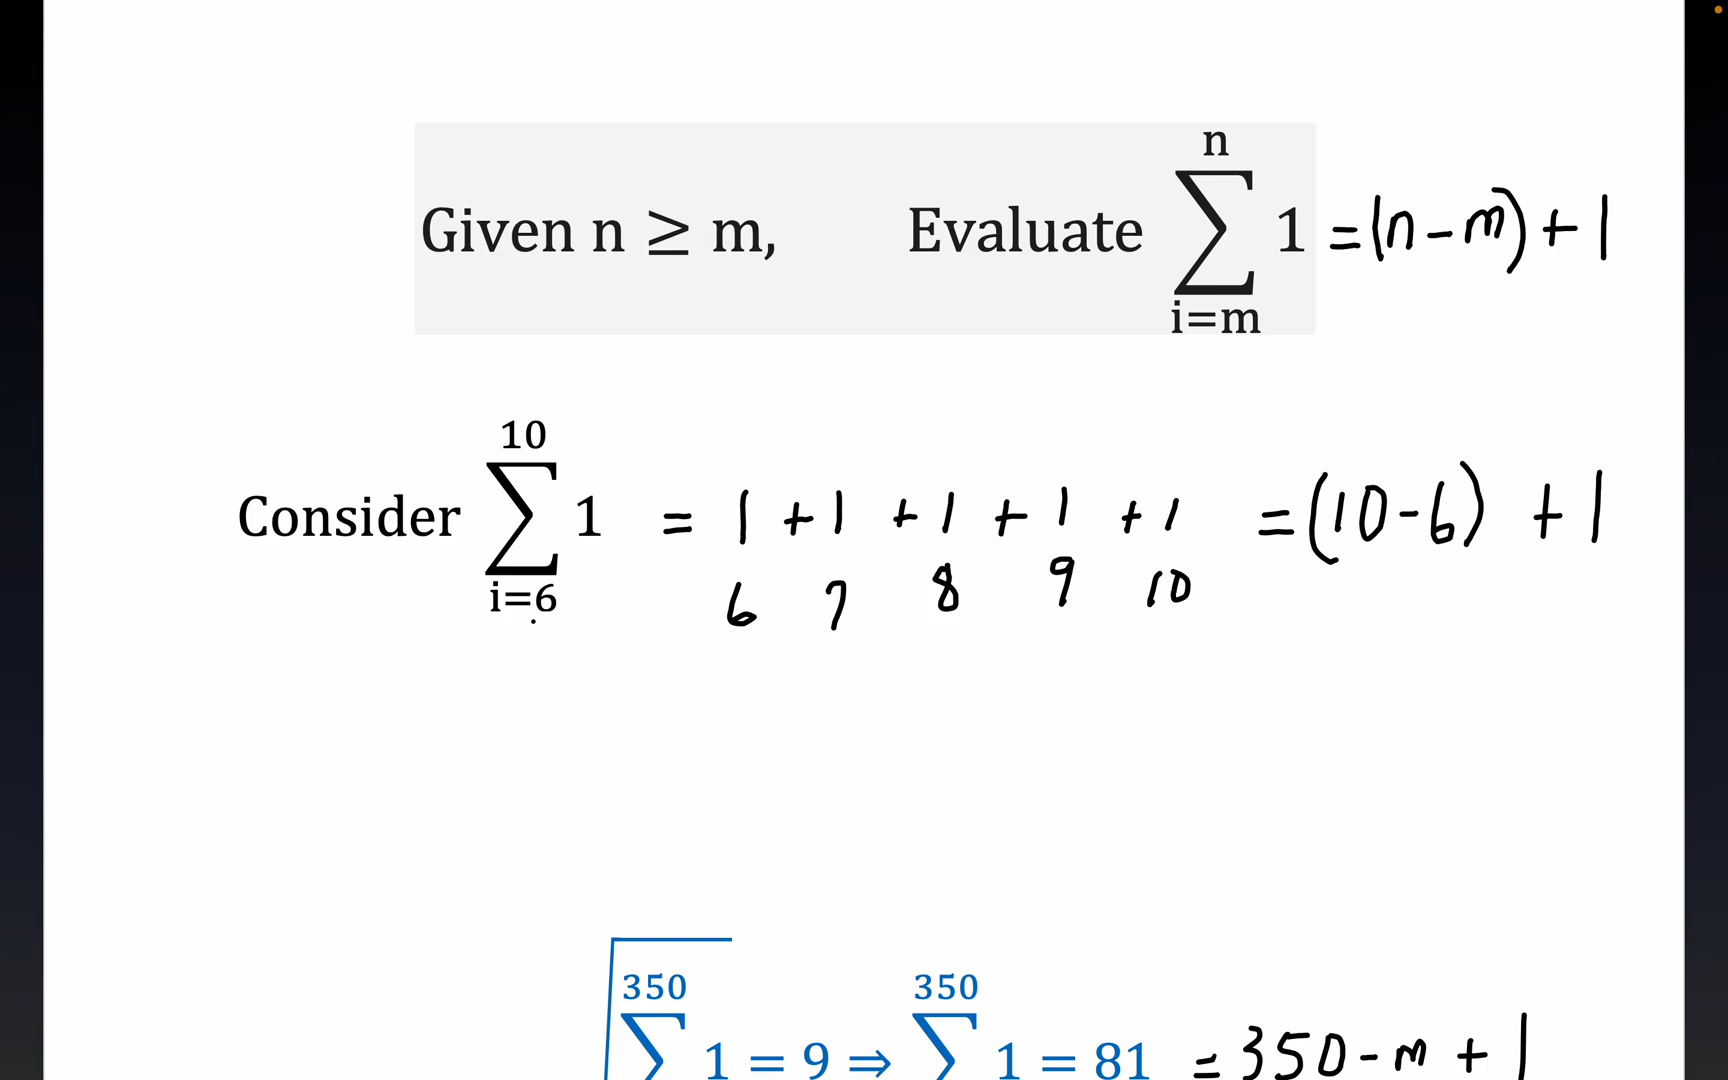 Given n ≥ m, Evaluate n ∑ i=m 1 = (n - m) + 1
Consider 10 ∑ i=6 1 = 1 + 1 + 1 + 1 + 1 = (10 - 6) + 1
6 7 8 9 10
√ 350 ∑ 1 = 9 ⇒ 350 ∑ 1 = 81 = 350 - m + 1